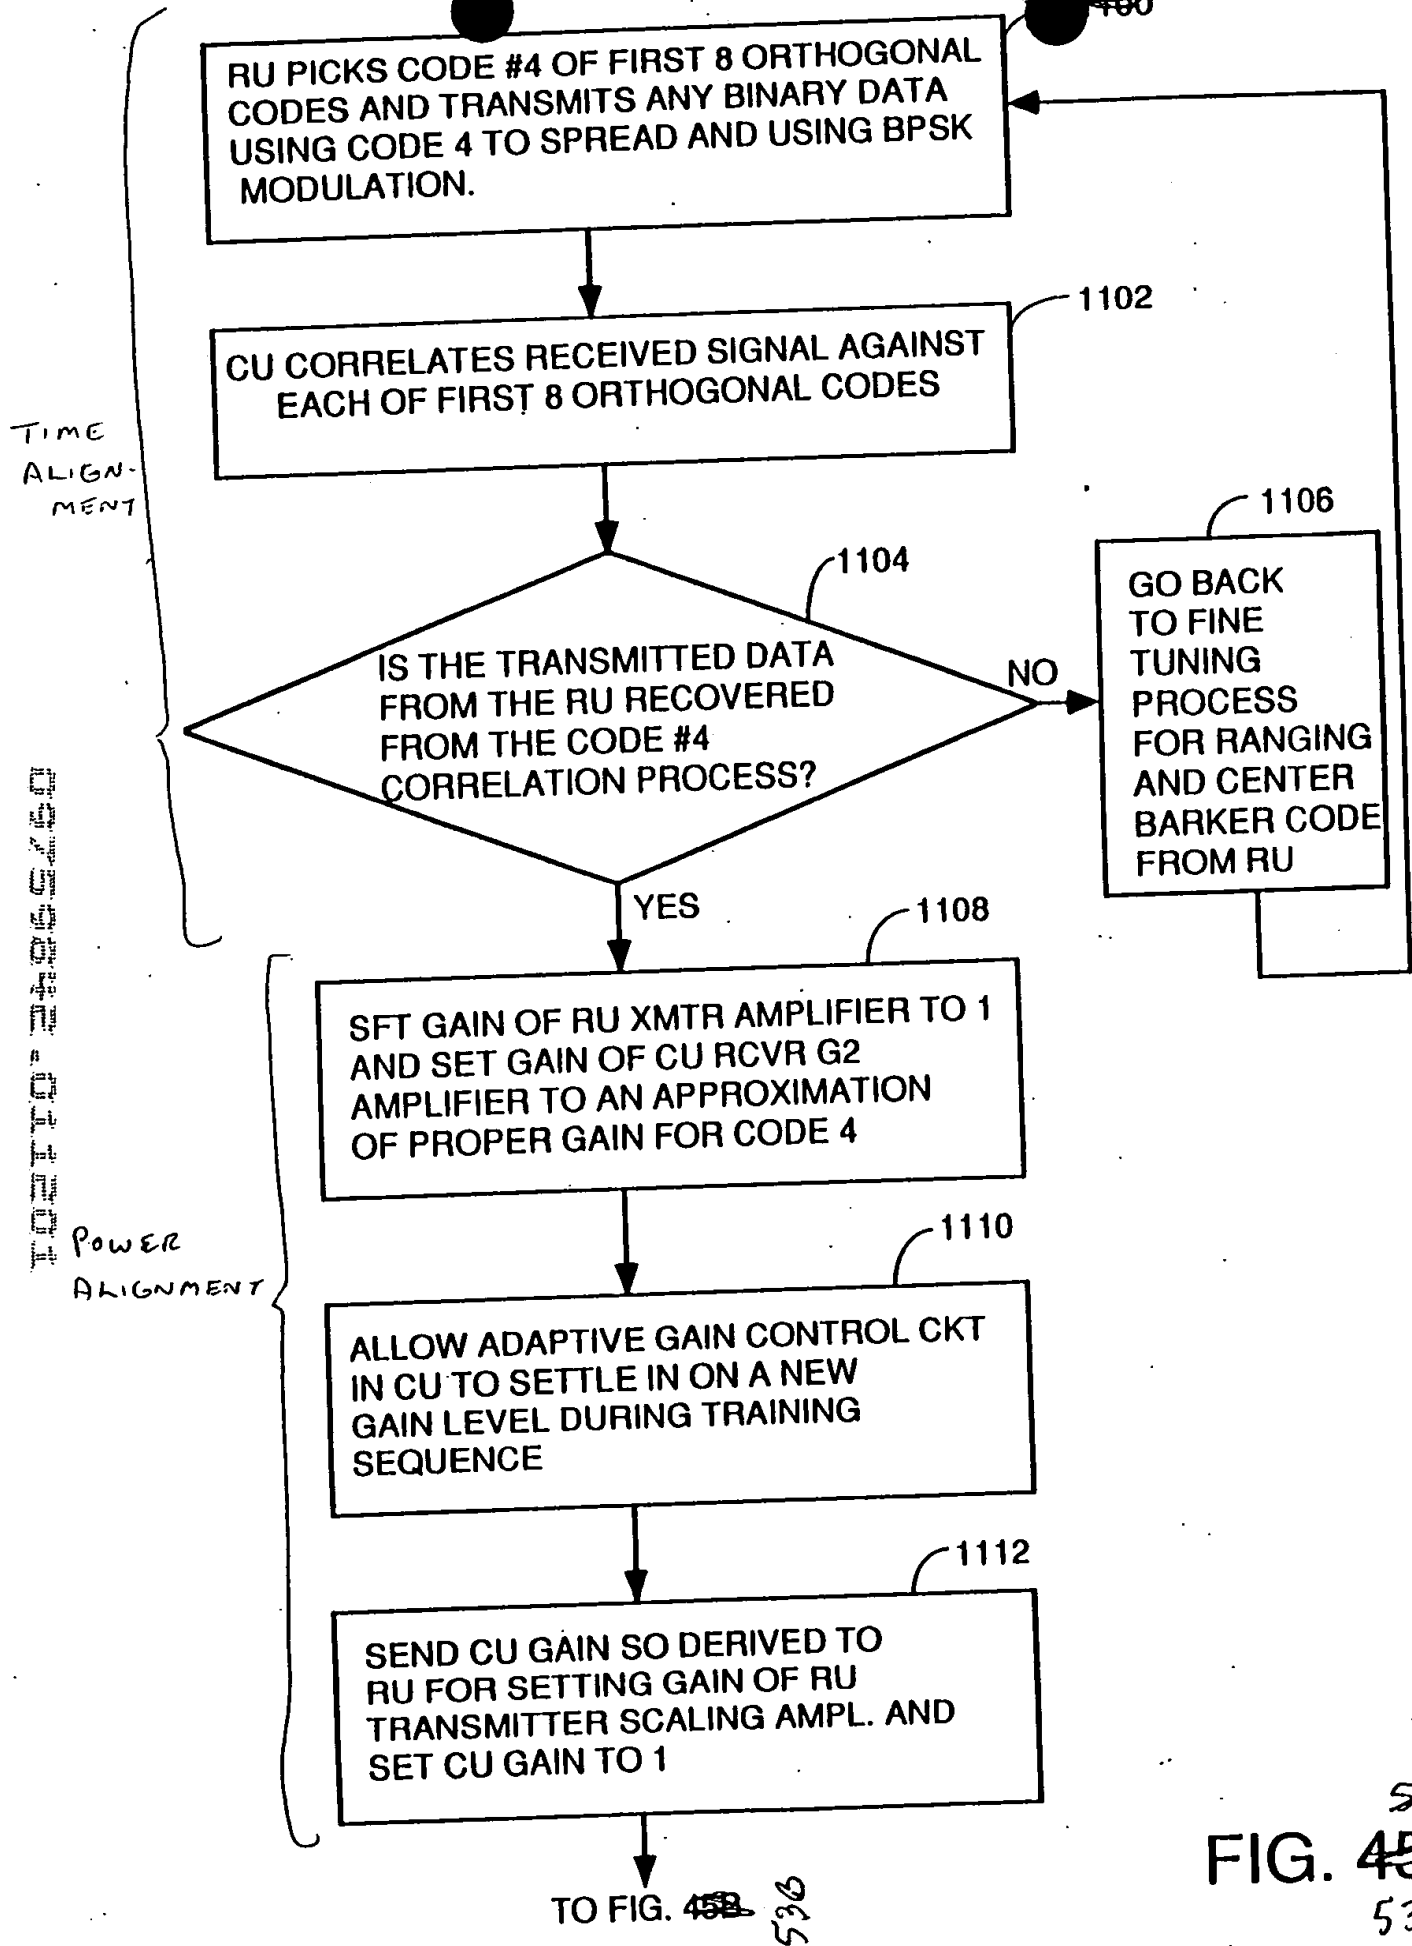 RU PICKS CODE #4 OF FIRST 8 ORTHOGONAL
CODES AND TRANSMITS ANY BINARY DATA
USING CODE 4 TO SPREAD AND USING BPSK
MODULATION.
1102
CU CORRELATES RECEIVED SIGNAL AGAINST
EACH OF FIRST 8 ORTHOGONAL CODES
TIME
ALIGN-
MENT
1104
IS THE TRANSMITTED DATA
FROM THE RU RECOVERED
FROM THE CODE #4
CORRELATION PROCESS?
NO
1106
GO BACK
TO FINE
TUNING
PROCESS
FOR RANGING
AND CENTER
BARKER CODE
FROM RU
YES
1108
SFT GAIN OF RU XMTR AMPLIFIER TO 1
AND SET GAIN OF CU RCVR G2
AMPLIFIER TO AN APPROXIMATION
OF PROPER GAIN FOR CODE 4
POWER
ALIGNMENT
1110
ALLOW ADAPTIVE GAIN CONTROL CKT
IN CU TO SETTLE IN ON A NEW
GAIN LEVEL DURING TRAINING
SEQUENCE
1112
SEND CU GAIN SO DERIVED TO
RU FOR SETTING GAIN OF RU
TRANSMITTER SCALING AMPL. AND
SET CU GAIN TO 1
TO FIG. 45B
53B
FIG. 45
53